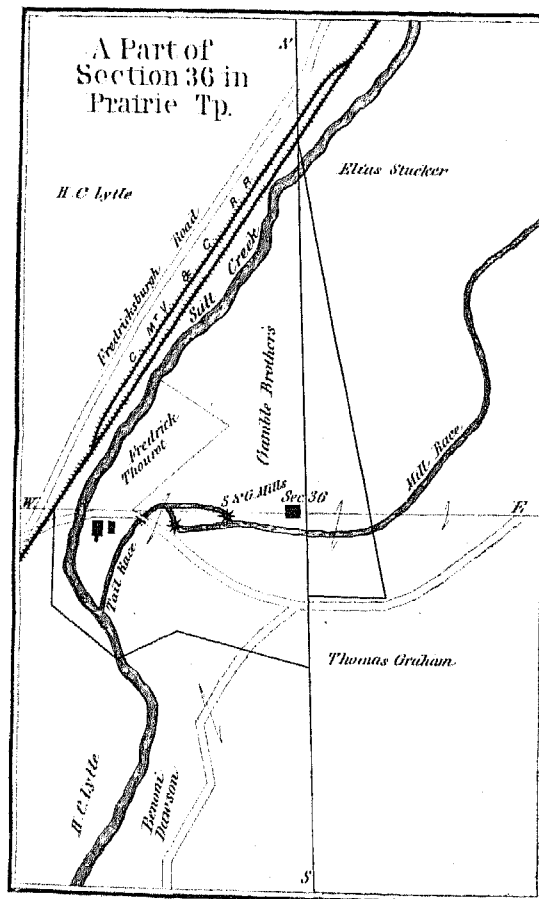 A Part of
Section 36 in
Prairie Tp.
N
Elias Stucker
H. C. Lytle
Fredricksburgh Road
C. Mt. V. & C. R. R.
Salt Creek
Gamble Brothers
Fredrick
Thouret
Mill Race
S & G Mills
Sec. 36
W.
E.
Tail Race
Thomas Graham
H. C. Lytle
Benoni
Dawson
S